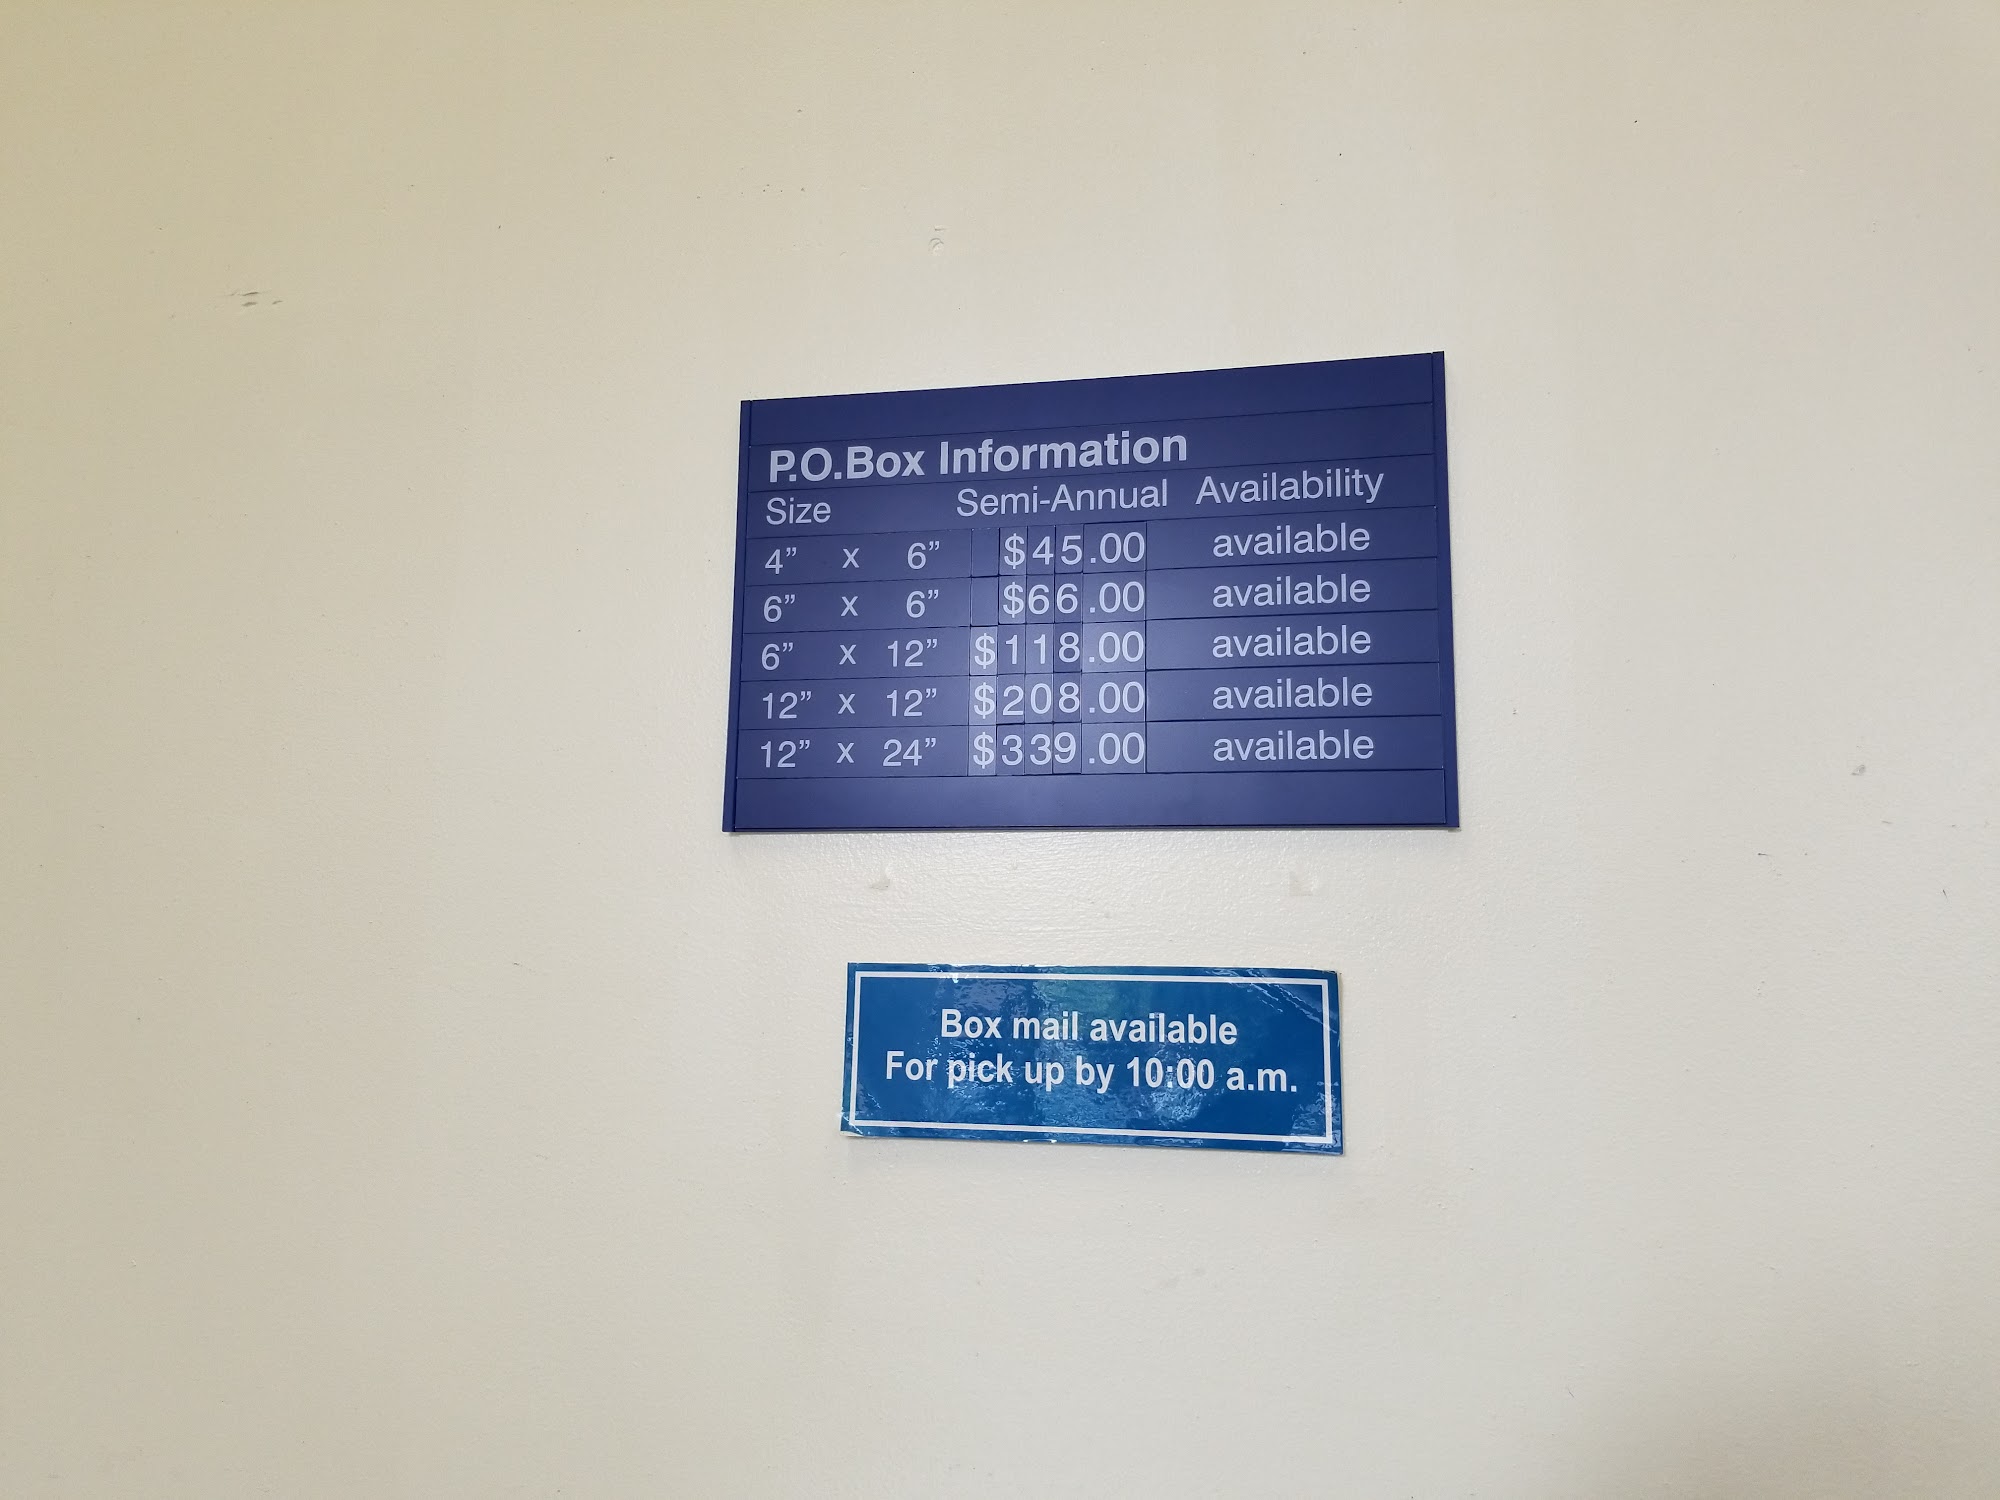 P.O.Box Information
Size Semi-Annual Availability
4” x 6” $45.00 available
6” x 6” $66.00 available
6” x 12” $118.00 available
12” x 12” $208.00 available
12” x 24” $339.00 available
Box mail available
For pick up by 10:00 a.m.